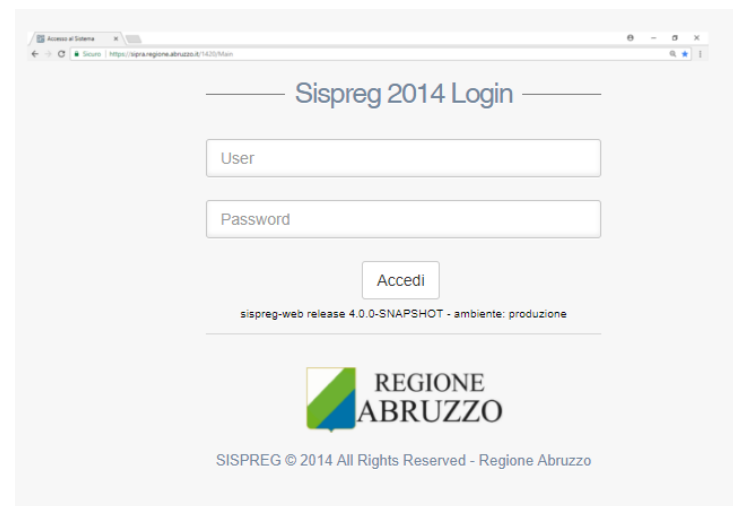 Accesso al Sistema
Sicuro | https://sipra.regione.abruzzo.it/1420/Main
Sispreg 2014 Login
User
Password
Accedi
sispreg-web release 4.0.0-SNAPSHOT - ambiente: produzione
REGIONE
ABRUZZO
SISPREG © 2014 All Rights Reserved - Regione Abruzzo